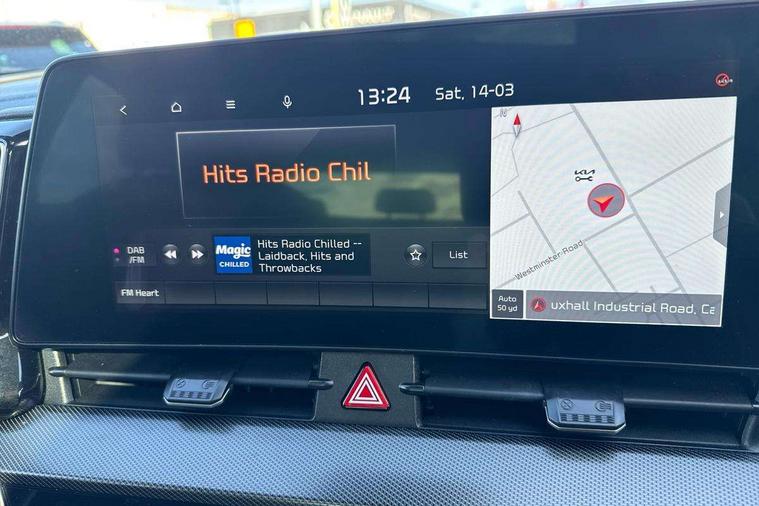 13:24
Sat, 14-03
Hits Radio Chil
DAB
/FM
Magic
CHILLED
Hits Radio Chilled --
Laidback, Hits and
Throwbacks
List
FM Heart
N
KIA
Westminster Road
Auto
50 yd
uxhall Industrial Road, Ca